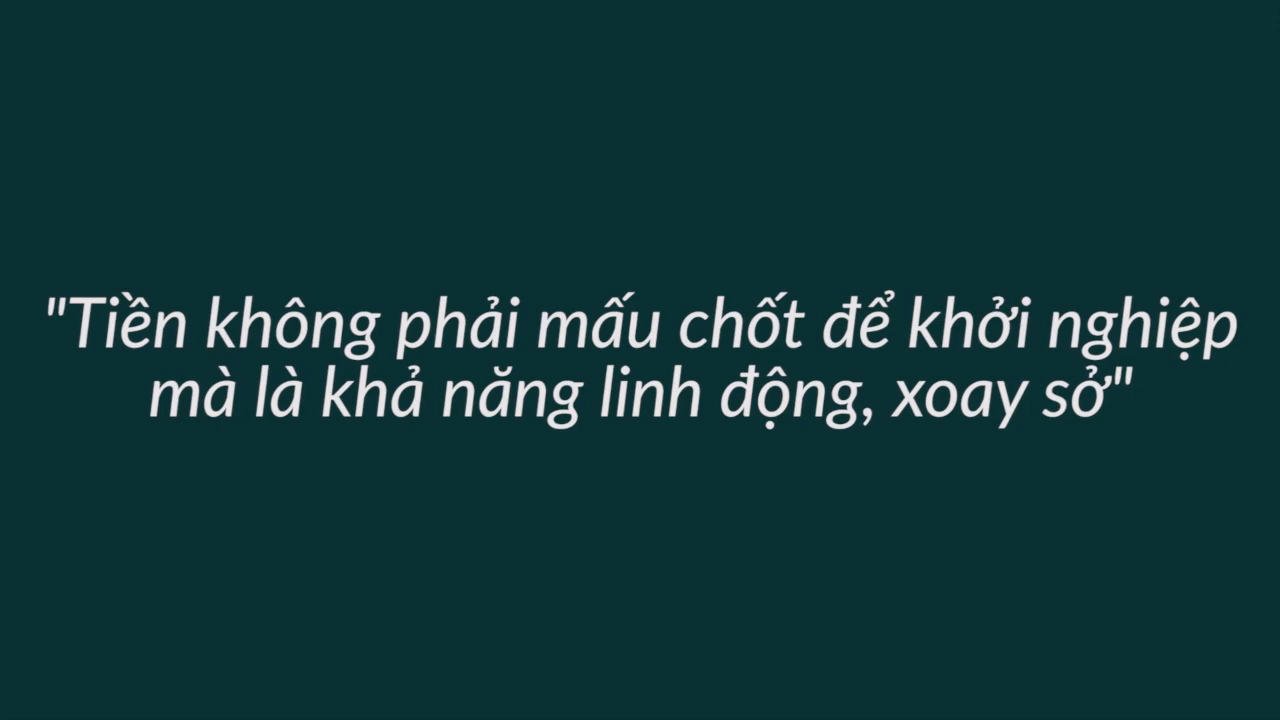 "Tiền không phải mấu chốt để khởi nghiệp
mà là khả năng linh động, xoay sở"